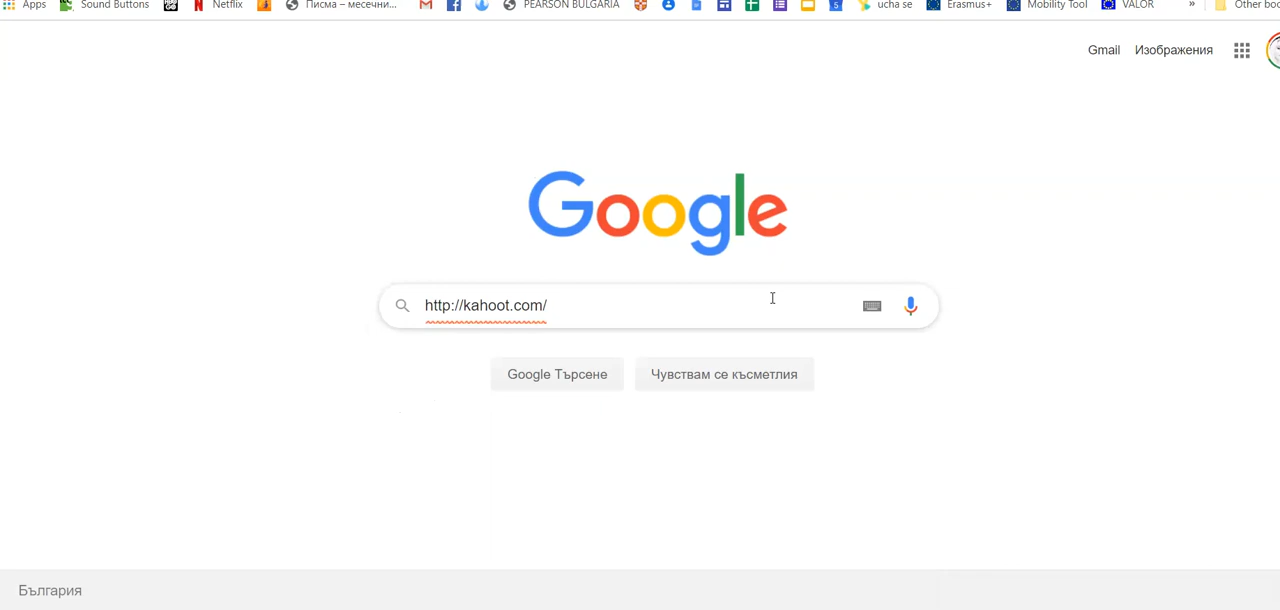 Apps Sound Buttons Netflix Писма – месечни... PEARSON BULGARIA ucha se Erasmus+ Mobility Tool VALOR » Other boo
Gmail Изображения
Google
http://kahoot.com/
Google Търсене Чувствам се късметлия
България